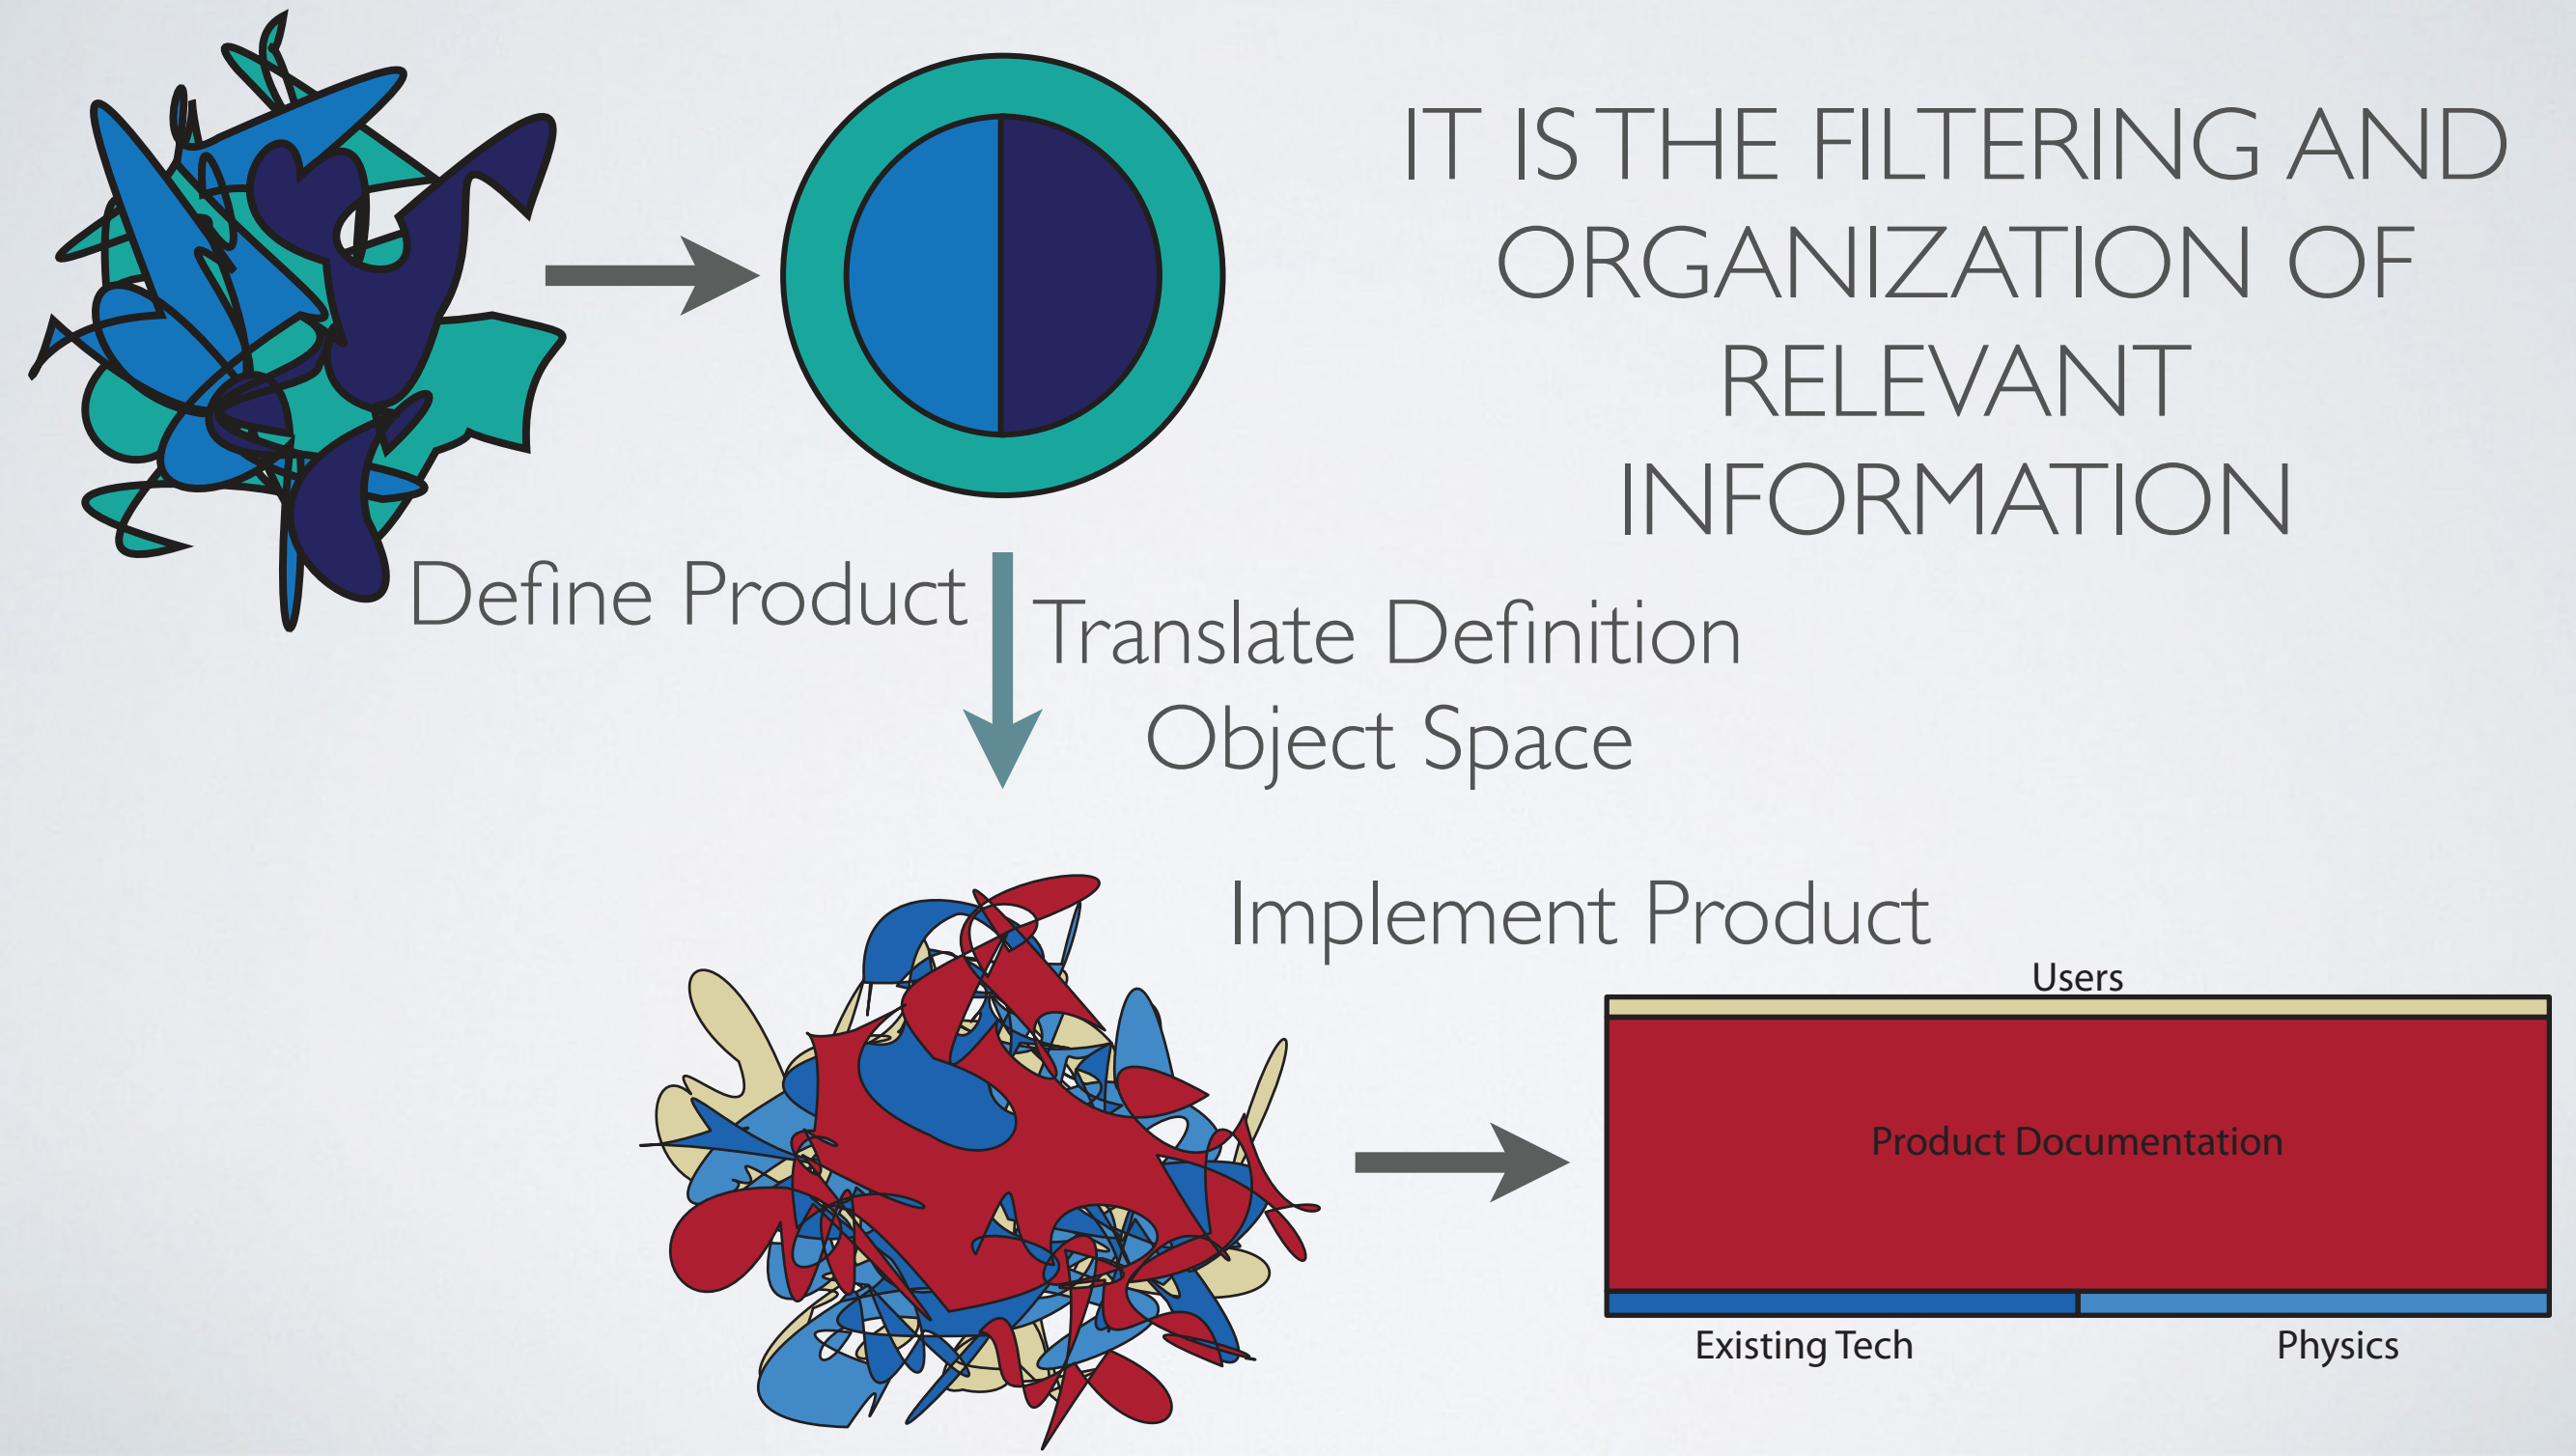 IT IS THE FILTERING AND
ORGANIZATION OF
RELEVANT
INFORMATION
Define Product
Translate Definition
Object Space
Implement Product
Users
Product Documentation
Existing Tech
Physics